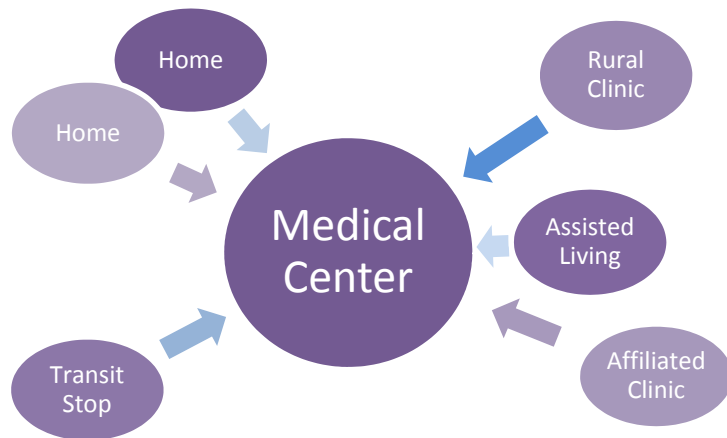 Home
Home
Rural
Clinic
Medical
Center
Assisted
Living
Transit
Stop
Affiliated
Clinic